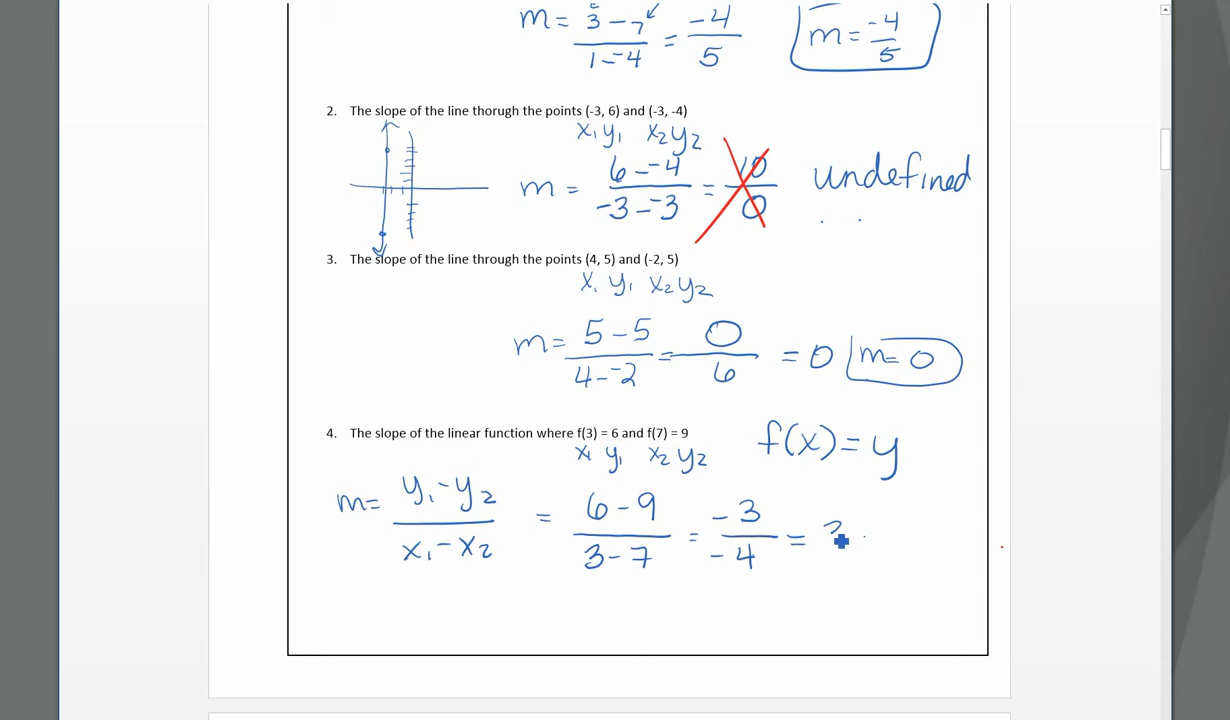 m = 3 - 7 / 1 - -4 = -4 / 5 m = -4 / 5
2. The slope of the line thorugh the points (-3, 6) and (-3, -4)
x1 y1 x2 y2
m = 6 - -4 / -3 - -3 = 10 / 0 undefined
3. The slope of the line through the points (4, 5) and (-2, 5)
x1 y1 x2 y2
m = 5 - 5 / 4 - -2 = 0 / 6 = 0 m = 0
4. The slope of the linear function where f(3) = 6 and f(7) = 9
x1 y1 x2 y2 f(x) = y
m = y1 - y2 / x1 - x2 = 6 - 9 / 3 - 7 = -3 / -4 =